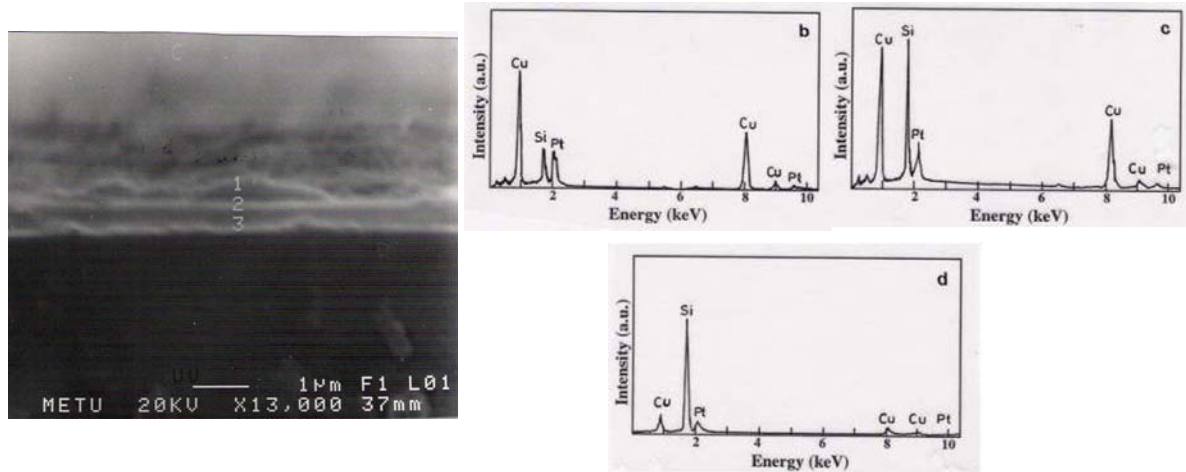 1
2
3
1µm F1 L01
METU 20KV X13,000 37mm
b
Cu
Si
Pt
Cu
Cu
Pt
Intensity (a.u.)
2 4 6 8 10
Energy (keV)
c
Cu
Si
Pt
Cu
Cu
Pt
Intensity (a.u.)
2 4 6 8 10
Energy (keV)
d
Si
Cu
Pt
Cu
Cu
Pt
Intensity (a.u.)
2 4 6 8 10
Energy (keV)